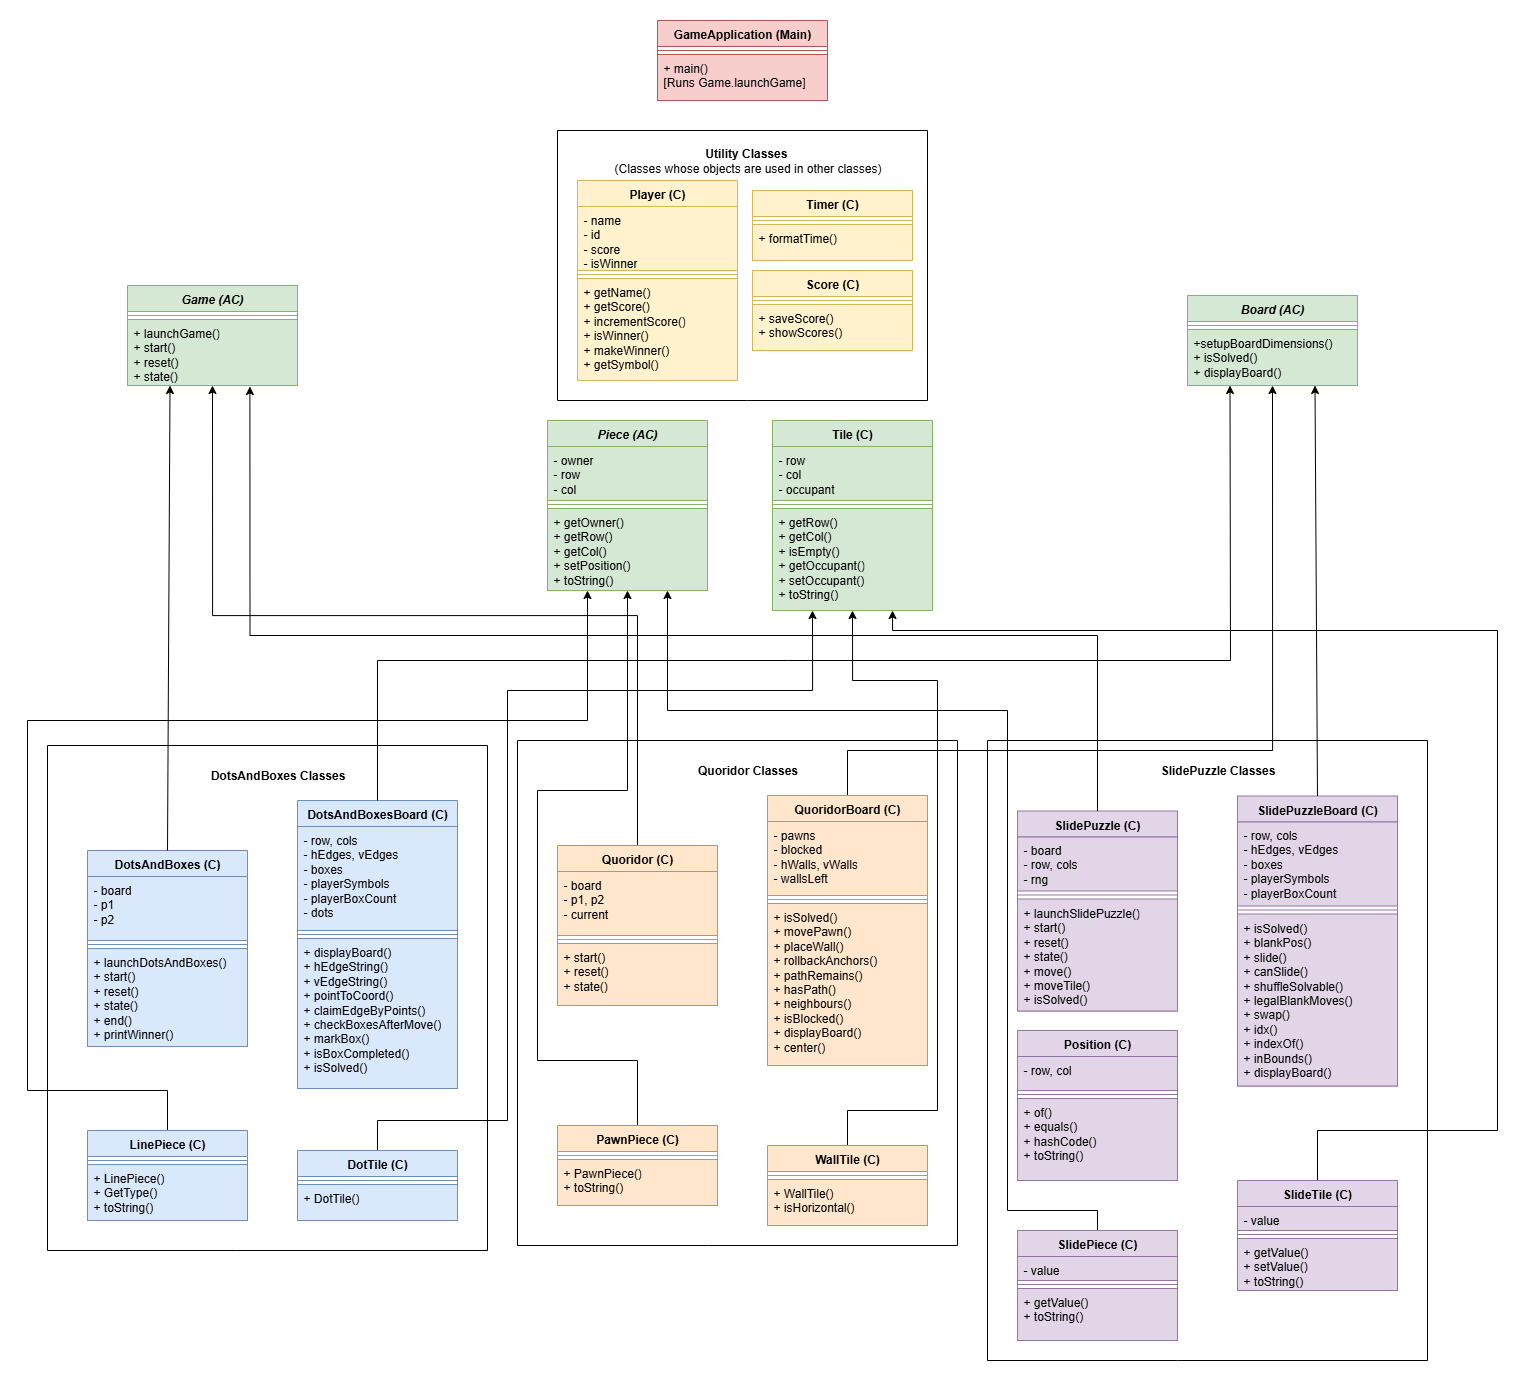 GameApplication (Main)
+ main()
[Runs Game.launchGame]
Utility Classes
(Classes whose objects are used in other classes)
Player (C)
- name
- id
- score
- isWinner
+ getName()
+ getScore()
+ incrementScore()
+ isWinner()
+ makeWinner()
+ getSymbol()
Timer (C)
+ formatTime()
Score (C)
+ saveScore()
+ showScores()
Game (AC)
+ launchGame()
+ start()
+ reset()
+ state()
Board (AC)
+setupBoardDimensions()
+ isSolved()
+ displayBoard()
Piece (AC)
- owner
- row
- col
+ getOwner()
+ getRow()
+ getCol()
+ setPosition()
+ toString()
Tile (C)
- row
- col
- occupant
+ getRow()
+ getCol()
+ isEmpty()
+ getOccupant()
+ setOccupant()
+ toString()
DotsAndBoxes Classes
DotsAndBoxes (C)
- board
- p1
- p2
+ launchDotsAndBoxes()
+ start()
+ reset()
+ state()
+ end()
+ printWinner()
DotsAndBoxesBoard (C)
- row, cols
- hEdges, vEdges
- boxes
- playerSymbols
- playerBoxCount
- dots
+ displayBoard()
+ hEdgeString()
+ vEdgeString()
+ pointToCoord()
+ claimEdgeByPoints()
+ checkBoxesAfterMove()
+ markBox()
+ isBoxCompleted()
+ isSolved()
LinePiece (C)
+ LinePiece()
+ GetType()
+ toString()
DotTile (C)
+ DotTile()
Quoridor Classes
Quoridor (C)
- board
- p1, p2
- current
+ start()
+ reset()
+ state()
QuoridorBoard (C)
- pawns
- blocked
- hWalls, vWalls
- wallsLeft
+ isSolved()
+ movePawn()
+ placeWall()
+ rollbackAnchors()
+ pathRemains()
+ hasPath()
+ neighbours()
+ isBlocked()
+ displayBoard()
+ center()
PawnPiece (C)
+ PawnPiece()
+ toString()
WallTile (C)
+ WallTile()
+ isHorizontal()
SlidePuzzle Classes
SlidePuzzle (C)
- board
- row, cols
- rng
+ launchSlidePuzzle()
+ start()
+ reset()
+ state()
+ move()
+ moveTile()
+ isSolved()
SlidePuzzleBoard (C)
- row, cols
- hEdges, vEdges
- boxes
- playerSymbols
- playerBoxCount
+ isSolved()
+ blankPos()
+ slide()
+ canSlide()
+ shuffleSolvable()
+ legalBlankMoves()
+ swap()
+ idx()
+ indexOf()
+ inBounds()
+ displayBoard()
Position (C)
- row, col
+ of()
+ equals()
+ hashCode()
+ toString()
SlidePiece (C)
- value
+ getValue()
+ toString()
SlideTile (C)
- value
+ getValue()
+ setValue()
+ toString()